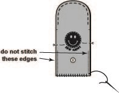 do not stitch
these edges